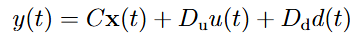 y(t) = Cx(t) + D_u u(t) + D_d d(t)